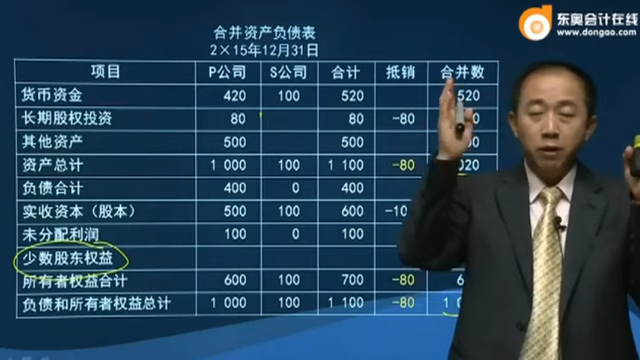 东奥会计在线
www.dongao.com
合并资产负债表
2×15年12月31日
项目 P公司 S公司 合计 抵销 合并数
货币资金 420 100 520 520
长期股权投资 80 80 -80
其他资产 500 500
资产总计 1 000 100 1 100 -80 020
负债合计 400 0 400
实收资本（股本） 500 100 600 -10
未分配利润 100 0 100
少数股东权益
所有者权益合计 600 100 700 -80 6
负债和所有者权益总计 1 000 100 1 100 -80 1 0